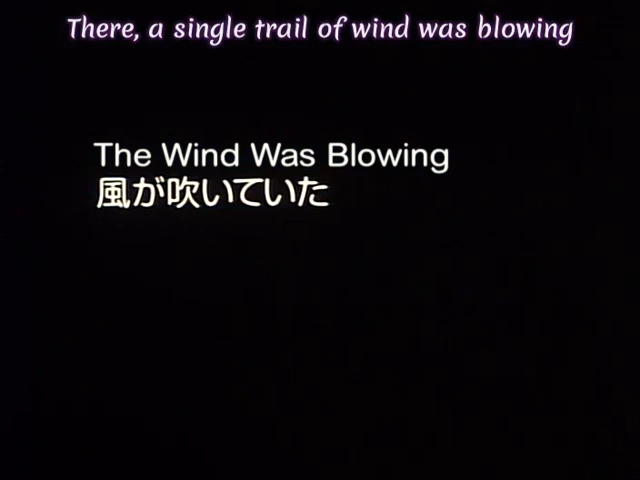 There, a single trail of wind was blowing
The Wind Was Blowing
風が吹いていた